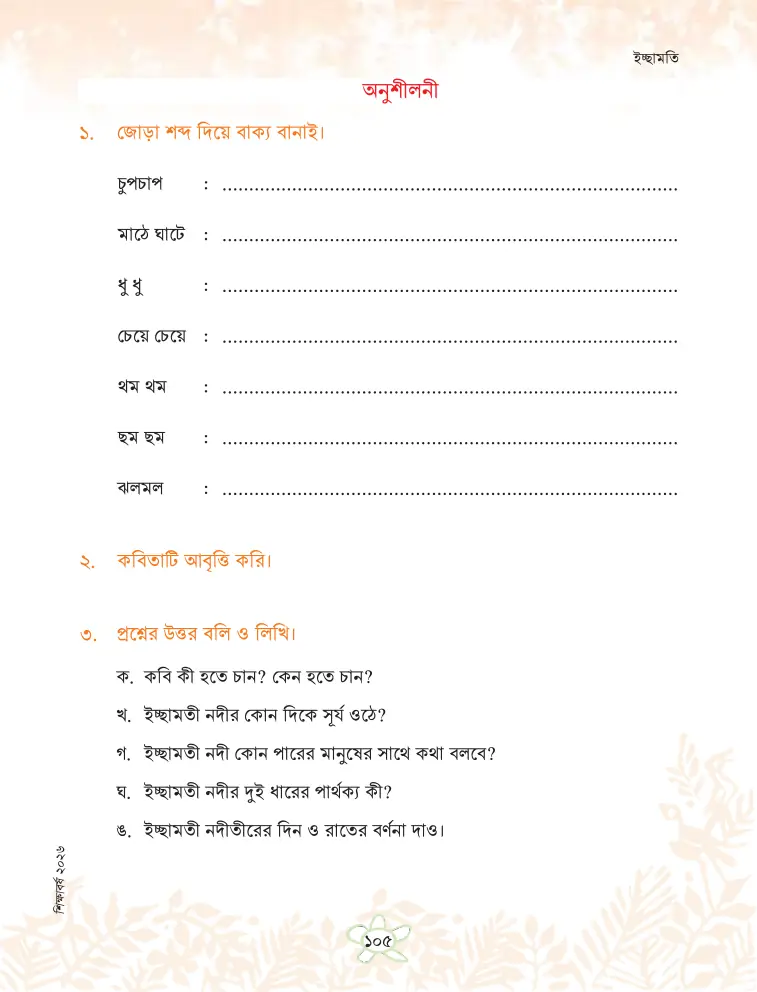 ইচ্ছামতি
অনুশীলনী
১. জোড়া শব্দ দিয়ে বাক্য বানাই।
চুপচাপ : ......................................................................................
মাঠে ঘাটে : ......................................................................................
ধু ধু : ......................................................................................
চেয়ে চেয়ে : ......................................................................................
থম থম : ......................................................................................
ছম ছম : ......................................................................................
ঝলমল : ......................................................................................
২. কবিতাটি আবৃত্তি করি।
৩. প্রশ্নের উত্তর বলি ও লিখি।
ক. কবি কী হতে চান? কেন হতে চান?
খ. ইচ্ছামতী নদীর কোন দিকে সূর্য ওঠে?
গ. ইচ্ছামতী নদী কোন পারের মানুষের সাথে কথা বলবে?
ঘ. ইচ্ছামতী নদীর দুই ধারের পার্থক্য কী?
ঙ. ইচ্ছামতী নদীতীরের দিন ও রাতের বর্ণনা দাও।
শিক্ষাবর্ষ ২০২৬
১০৫